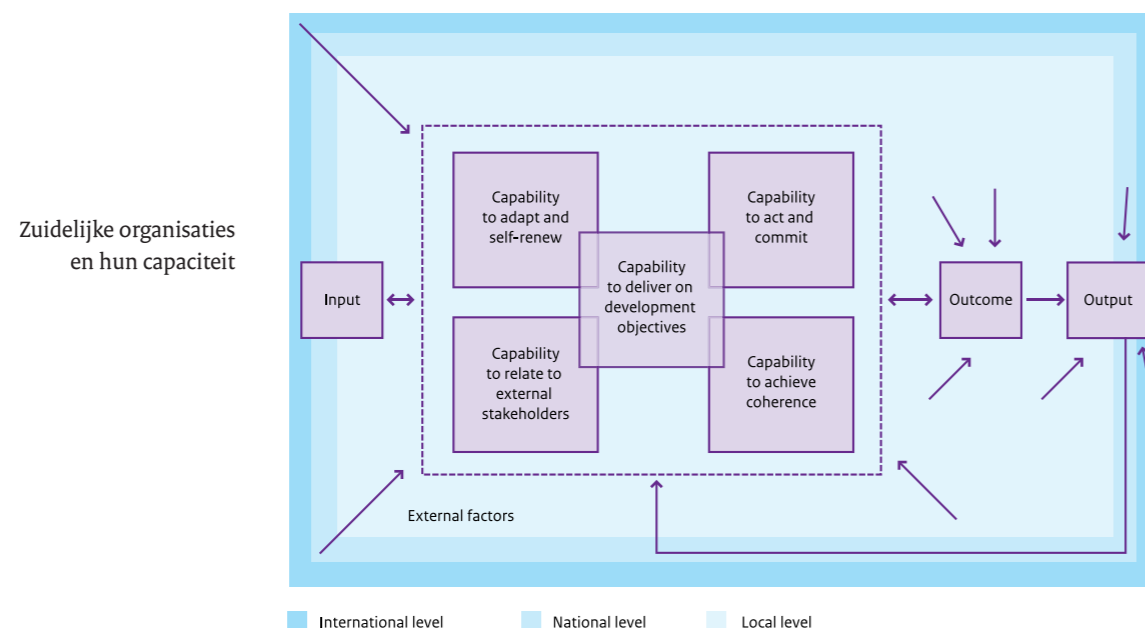 Zuidelijke organisaties
en hun capaciteit
Input
Capability
to adapt and
self-renew
Capability
to act and
commit
Capability
to deliver on
development
objectives
Capability
to relate to
external
stakeholders
Capability
to achieve
coherence
Outcome
Output
External factors
International level
National level
Local level